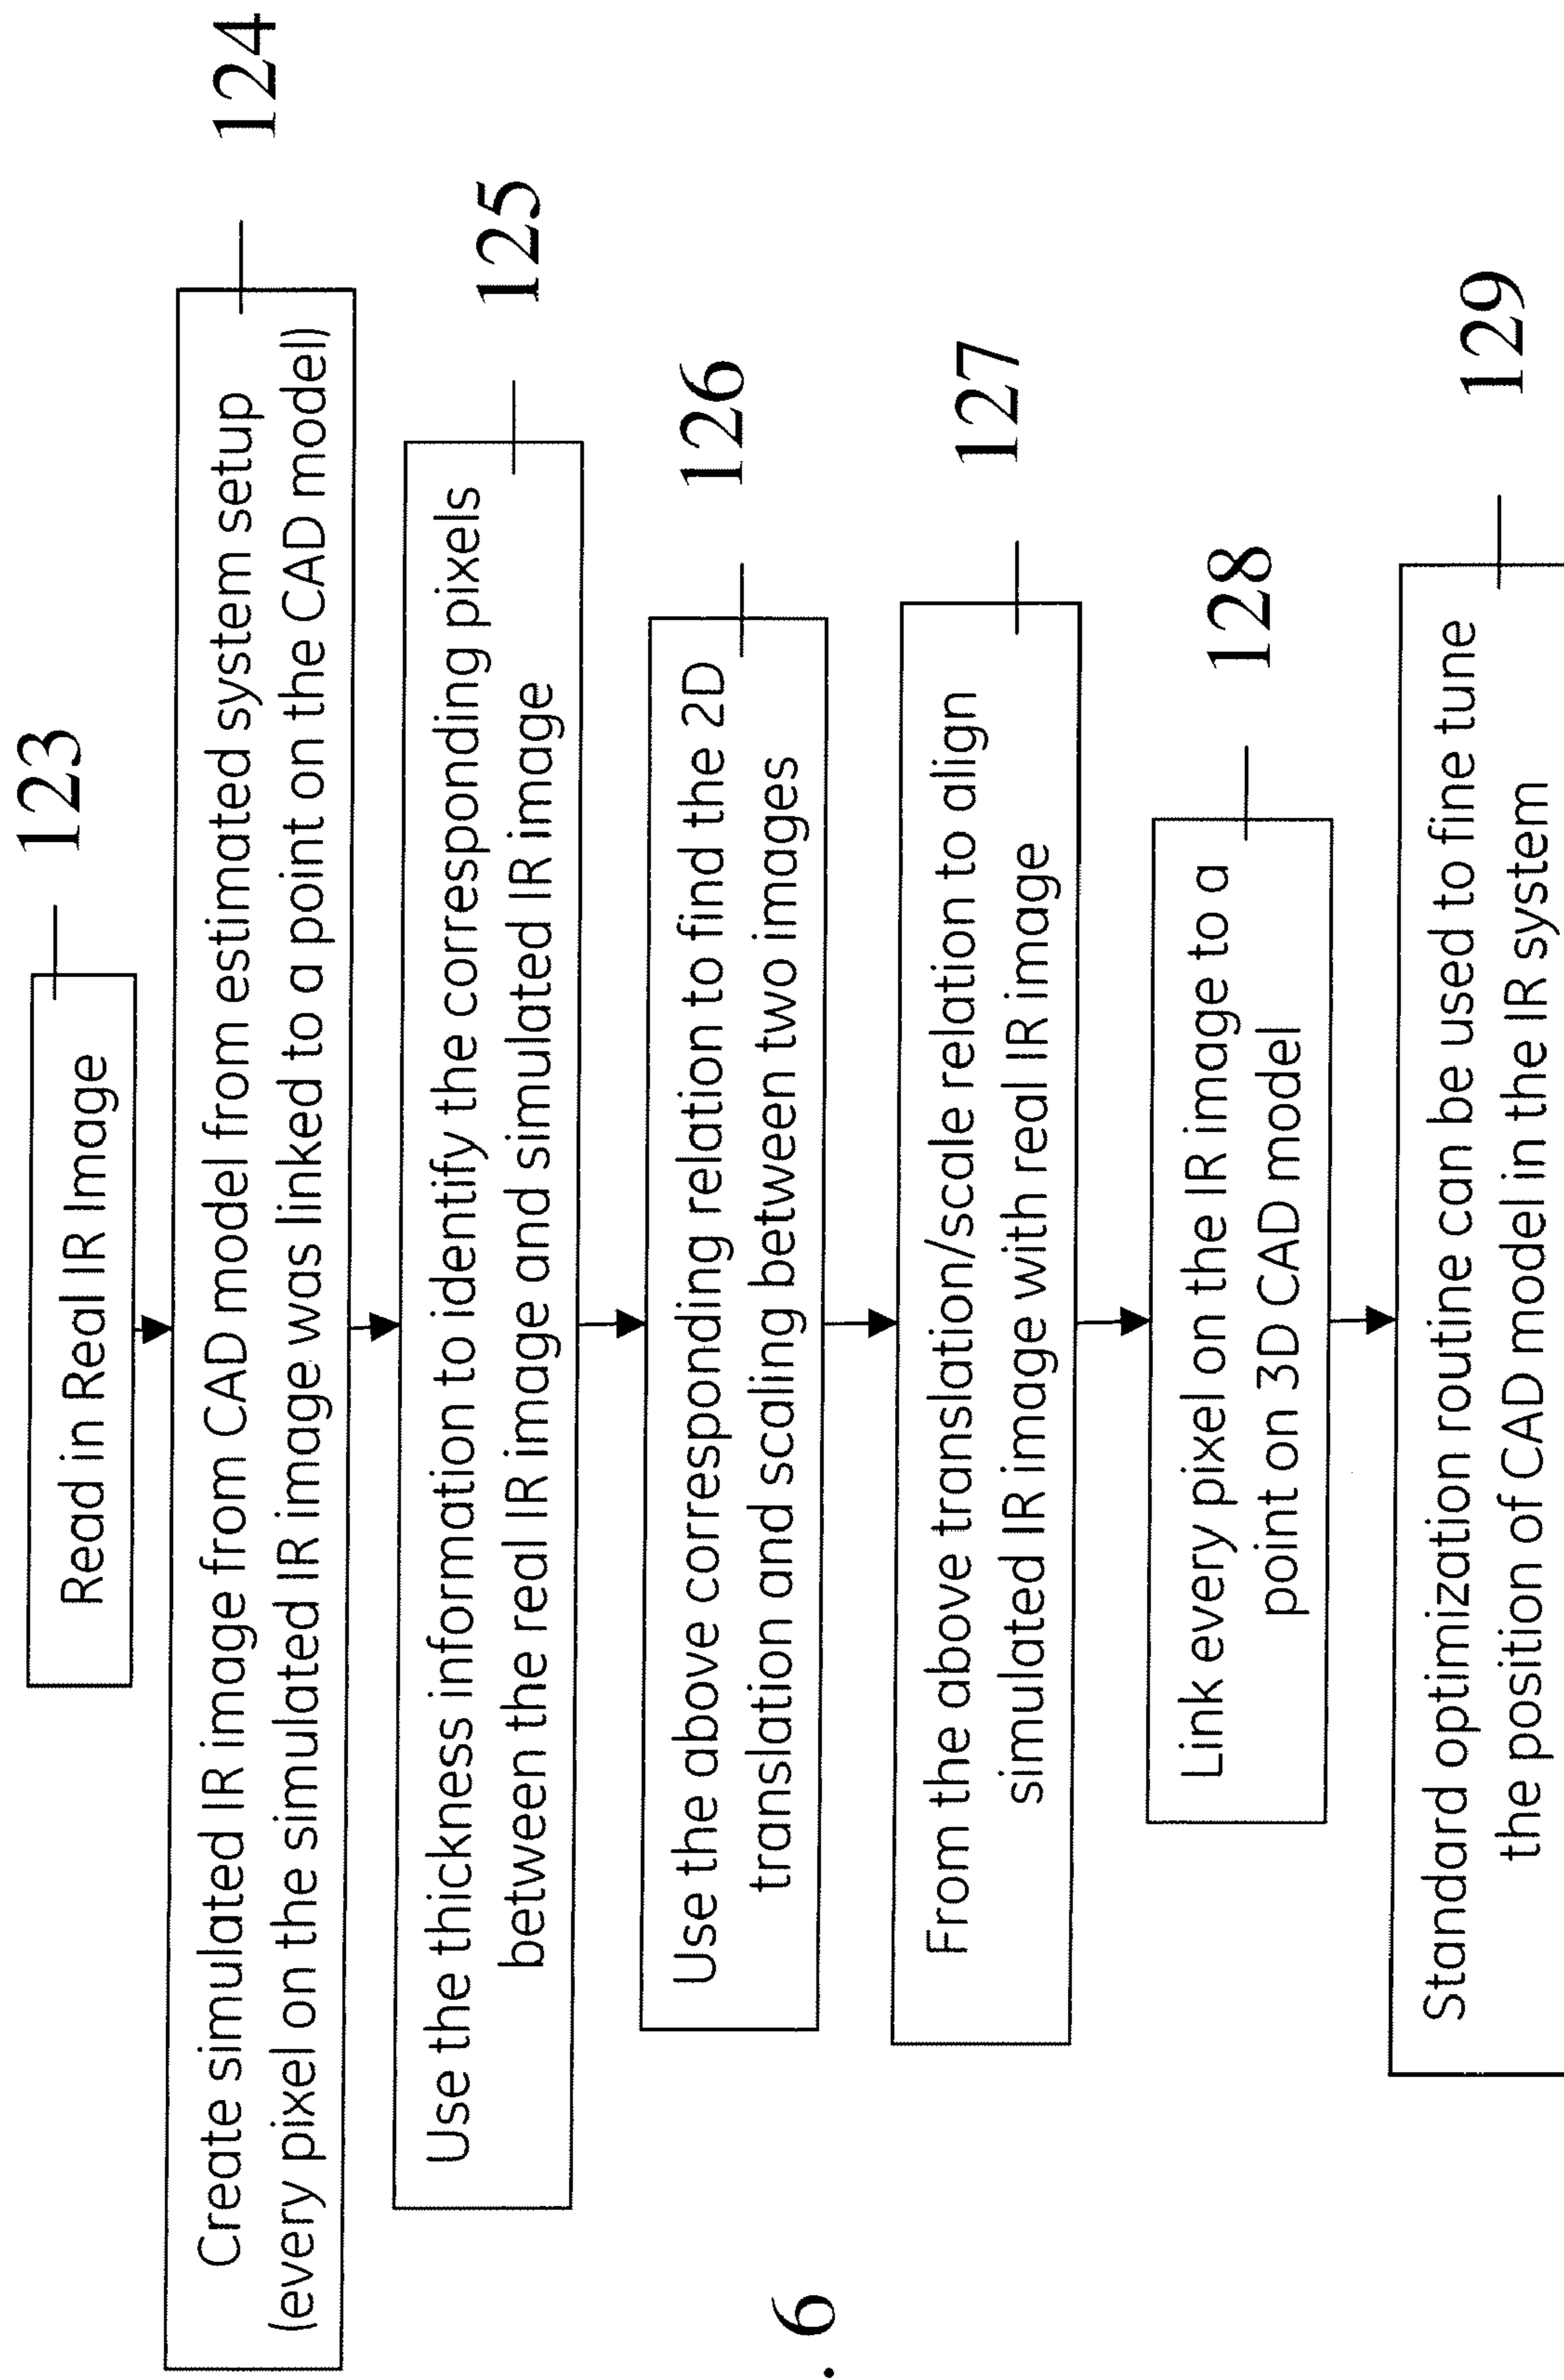 123
Read in Real IR Image
124
Create simulated IR image from CAD model from estimated system setup
(every pixel on the simulated IR image was linked to a point on the CAD model)
125
Use the thickness information to identify the corresponding pixels
between the real IR image and simulated IR image
126
Use the above corresponding relation to find the 2D
translation and scaling between two images
127
From the above translation/scale relation to align
simulated IR image with real IR image
128
Link every pixel on the IR image to a
point on 3D CAD model
129
Standard optimization routine can be used to fine tune
the position of CAD model in the IR system
. 6